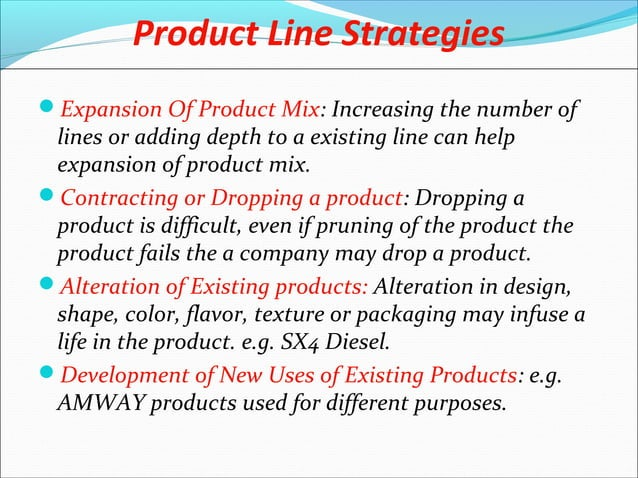 Product Line Strategies
Expansion Of Product Mix: Increasing the number of
lines or adding depth to a existing line can help
expansion of product mix.
Contracting or Dropping a product: Dropping a
product is difficult, even if pruning of the product the
product fails the a company may drop a product.
Alteration of Existing products: Alteration in design,
shape, color, flavor, texture or packaging may infuse a
life in the product. e.g. SX4 Diesel.
Development of New Uses of Existing Products: e.g.
AMWAY products used for different purposes.